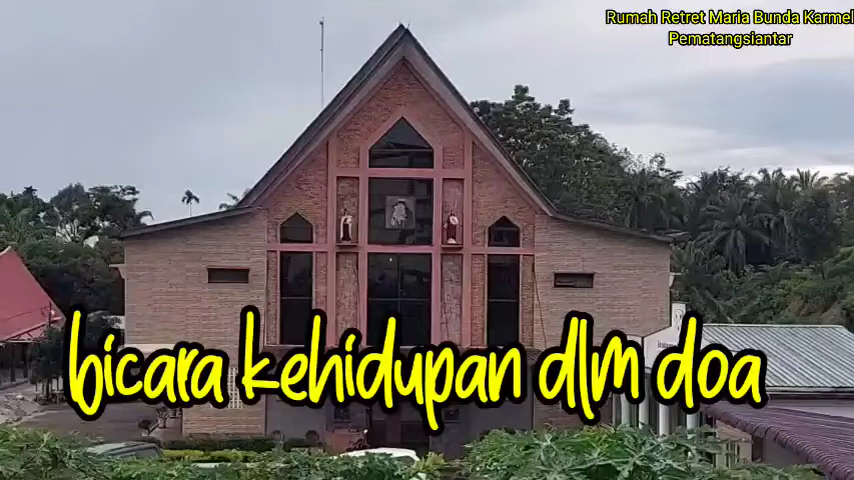 Rumah Retret Maria Bunda Karmel
Pematangsiantar
bicara kehidupan dlm doa